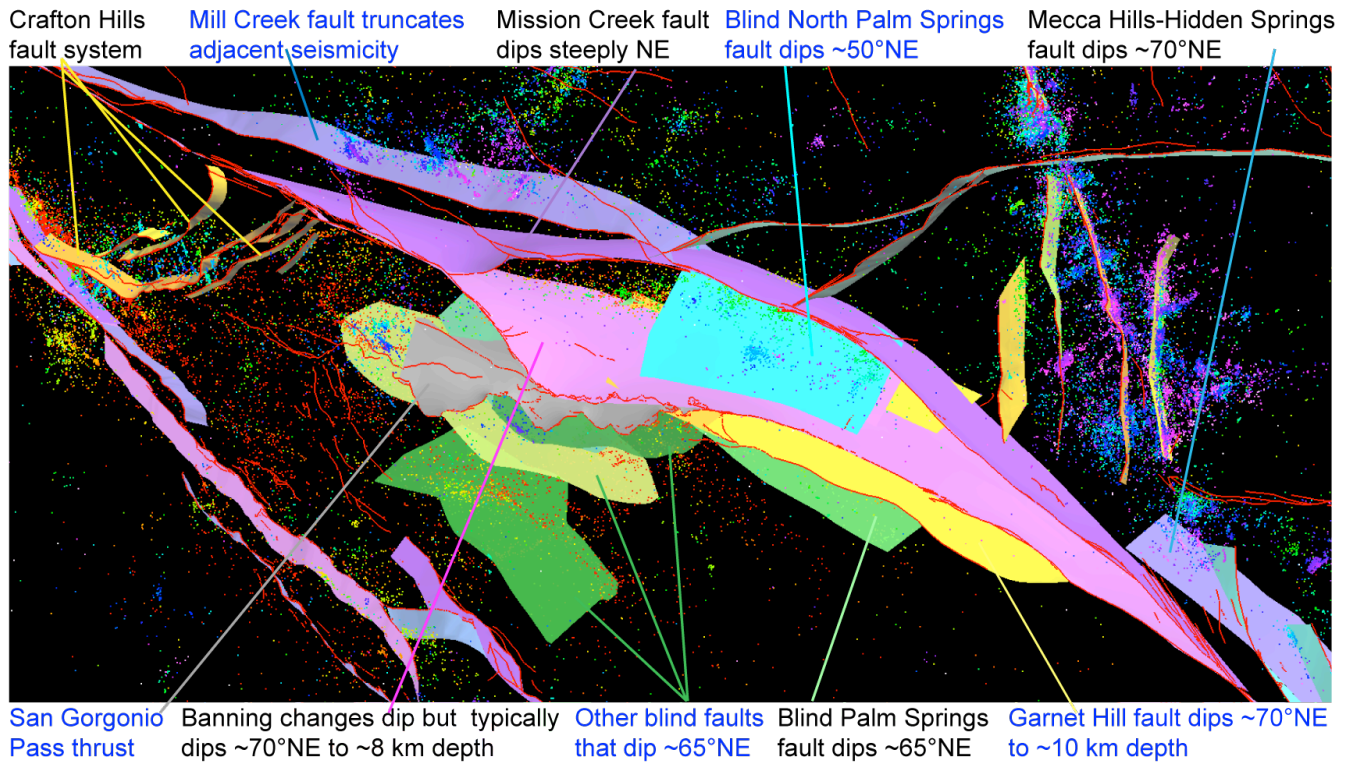 Crafton Hills
fault system
Mill Creek fault truncates
adjacent seismicity
Mission Creek fault
dips steeply NE
Blind North Palm Springs
fault dips ~50°NE
Mecca Hills-Hidden Springs
fault dips ~70°NE
San Gorgonio
Pass thrust
Banning changes dip but typically
dips ~70°NE to ~8 km depth
Other blind faults
that dip ~65°NE
Blind Palm Springs
fault dips ~65°NE
Garnet Hill fault dips ~70°NE
to ~10 km depth